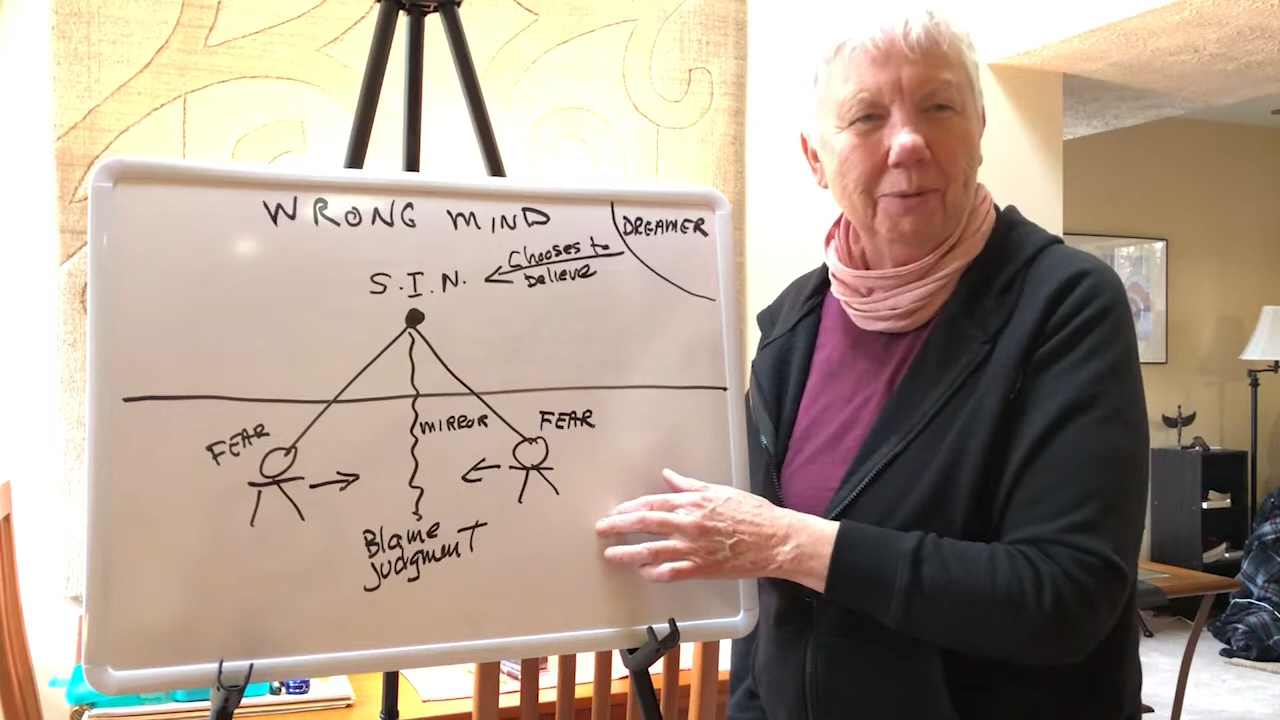 WRONG MIND
DREAMER
Chooses to
believe
S.I.N.
MIRROR
FEAR
FEAR
Blame
judgment